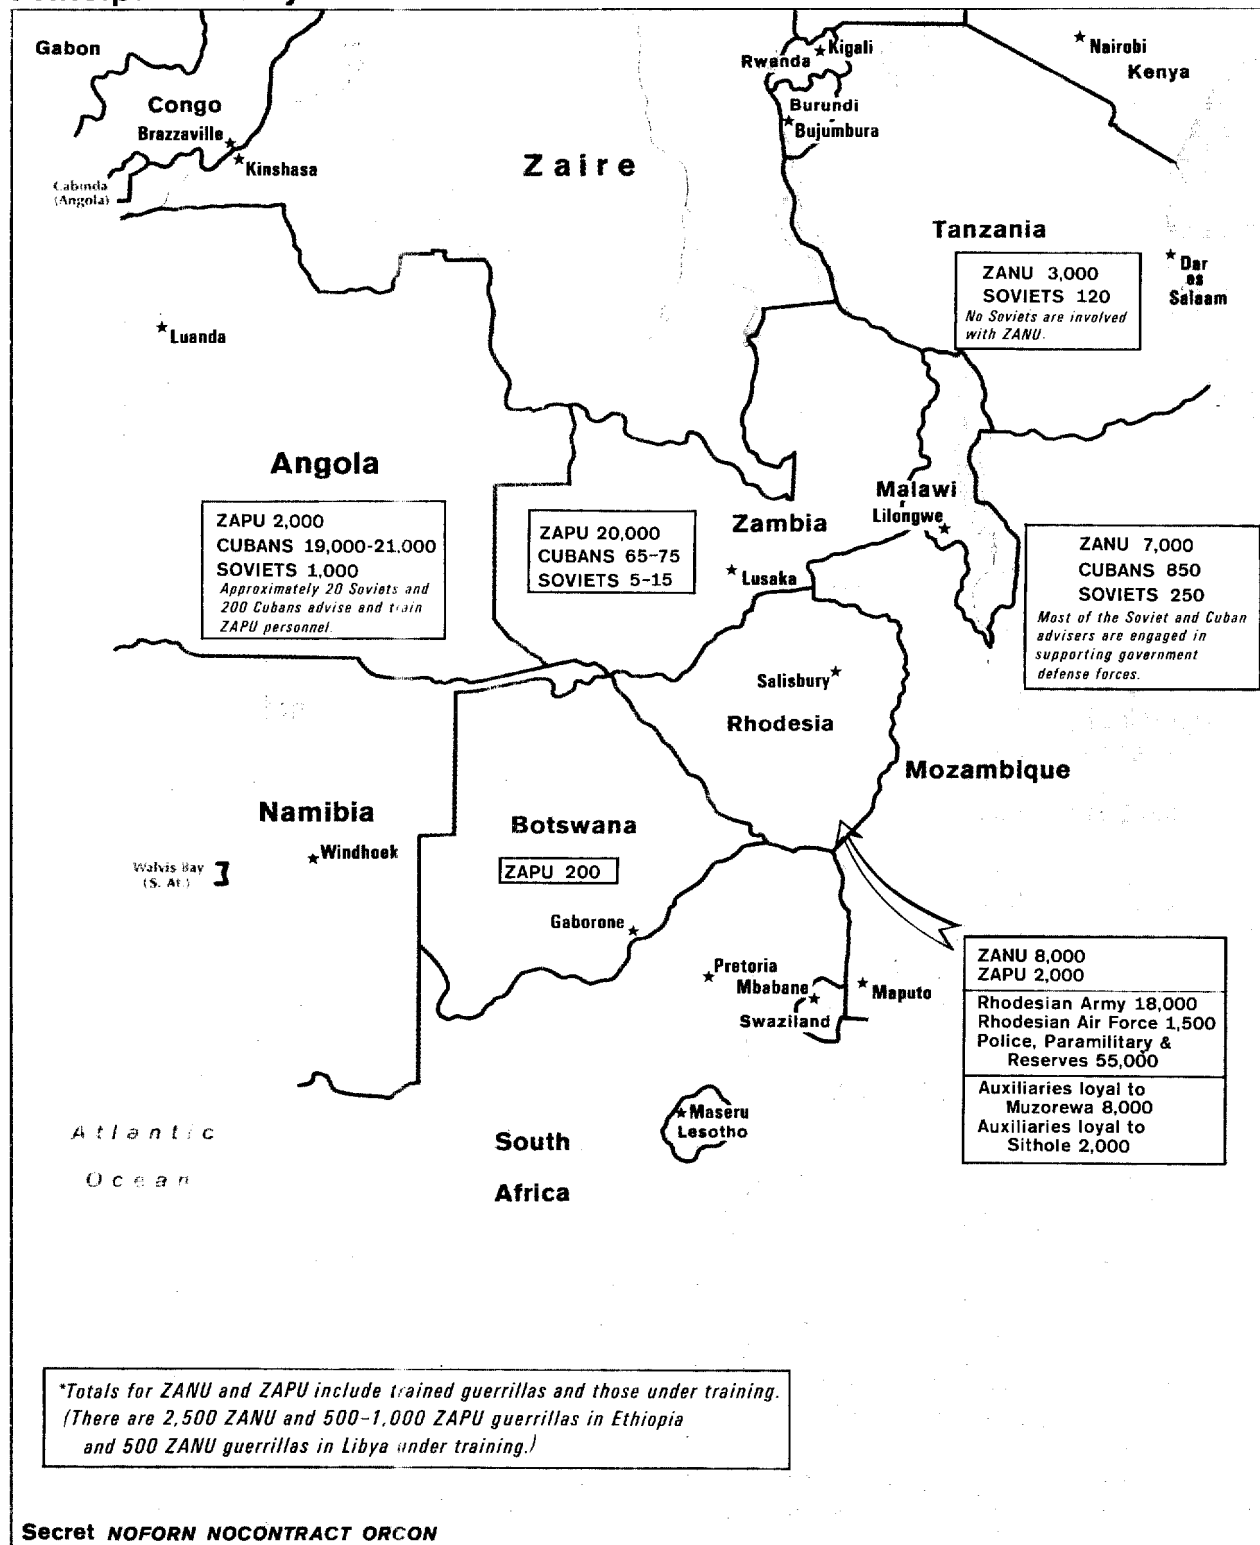 Gabon
Congo
Brazzaville
Kinshasa
Cabinda
(Angola)
Zaire
Rwanda
Kigali
Burundi
Bujumbura
Nairobi
Kenya
Tanzania
ZANU 3,000
SOVIETS 120
No Soviets are involved
with ZANU.
Dar
es
Salaam
Luanda
Angola
ZAPU 2,000
CUBANS 19,000-21.000
SOVIETS 1,000
Approximately 20 Soviets and
200 Cubans advise and train
ZAPU personnel.
ZAPU 20,000
CUBANS 65-75
SOVIETS 5-15
Zambia
Lusaka
Malawi
Lilongwe
ZANU 7,000
CUBANS 850
SOVIETS 250
Most of the Soviet and Cuban
advisers are engaged in
supporting government
defense forces.
Salisbury
Rhodesia
Mozambique
Namibia
Windhoek
Walvis Bay
(S. Af.)
Botswana
ZAPU 200
Gaborone
Pretoria
Mbabane
Swaziland
Maputo
ZANU 8,000
ZAPU 2,000
Rhodesian Army 18,000
Rhodesian Air Force 1,500
Police, Paramilitary &
Reserves 55,000
Auxiliaries loyal to
Muzorewa 8,000
Auxiliaries loyal to
Sithole 2,000
Maseru
Lesotho
Atlantic
Ocean
South
Africa
*Totals for ZANU and ZAPU include trained guerrillas and those under training.
(There are 2,500 ZANU and 500-1,000 ZAPU guerrillas in Ethiopia
and 500 ZANU guerrillas in Libya under training.)
Secret NOFORN NOCONTRACT ORCON